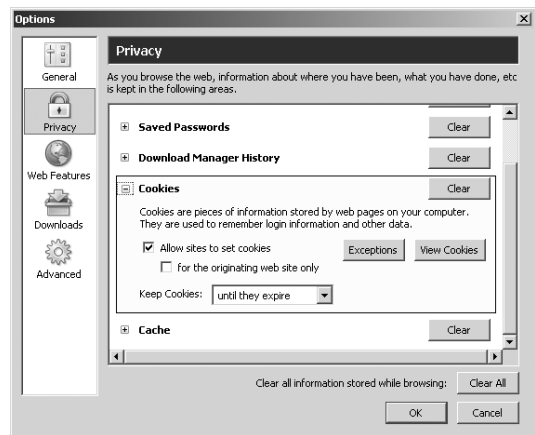 Options
General
Privacy
Web Features
Downloads
Advanced
Privacy
As you browse the web, information about where you have been, what you have done, etc
is kept in the following areas.
Saved Passwords Clear
Download Manager History Clear
Cookies Clear
Cookies are pieces of information stored by web pages on your computer.
They are used to remember login information and other data.
Allow sites to set cookies Exceptions View Cookies
for the originating web site only
Keep Cookies: until they expire
Cache Clear
Clear all information stored while browsing: Clear All
OK Cancel